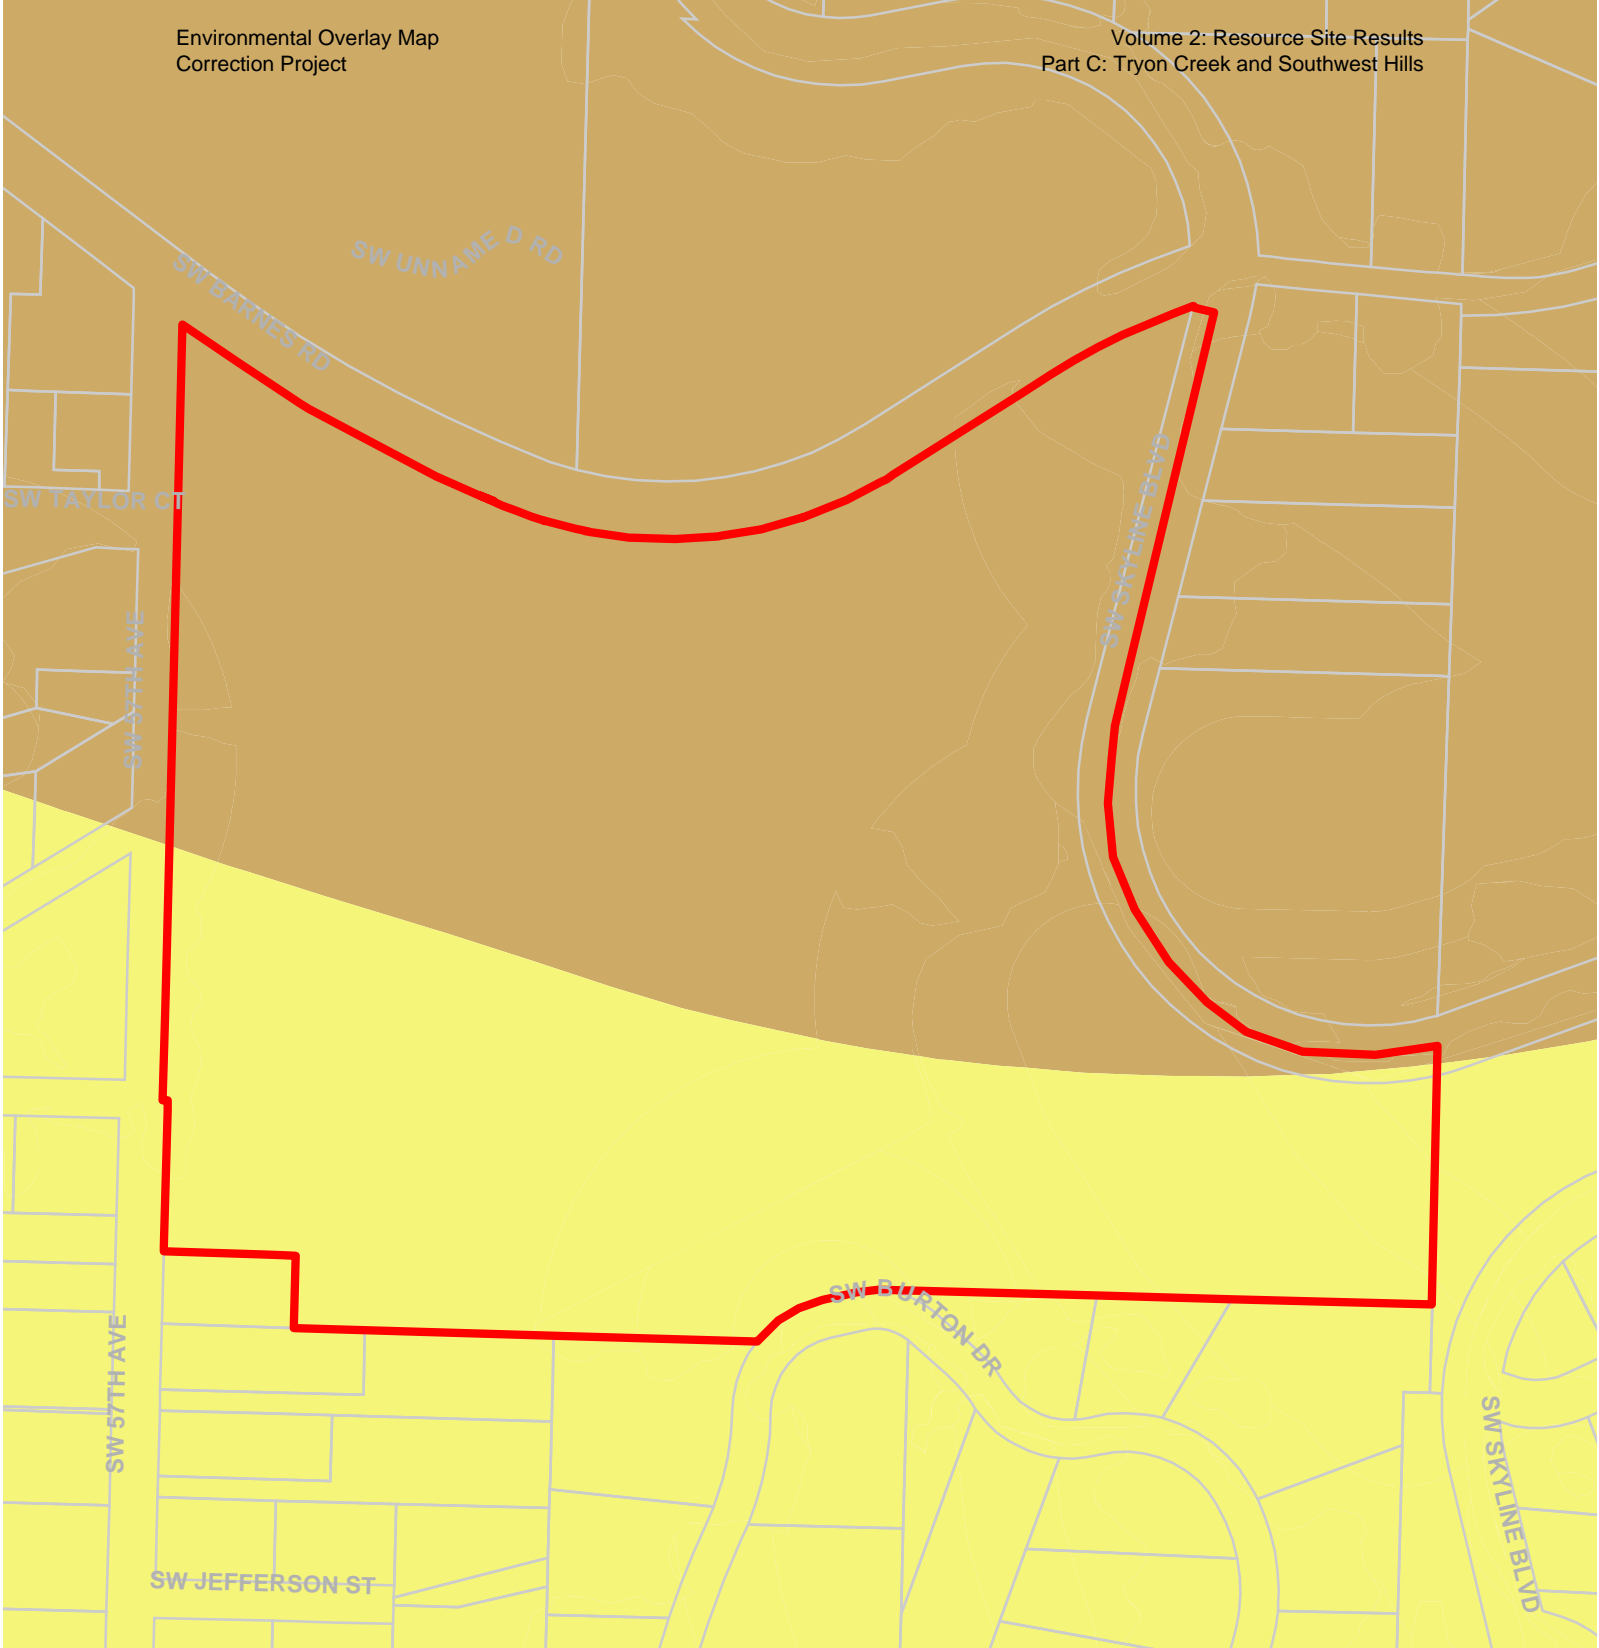 Environmental Overlay Map
Correction Project
Volume 2: Resource Site Results
Part C: Tryon Creek and Southwest Hills
SW UNNAME D RD
SW BARNES RD
SW TAYLOR CT
SW SKYLINE BLVD
SW 57TH AVE
SW BURTON DR
SW 57TH AVE
SW SKYLINE BLVD
SW JEFFERSON ST